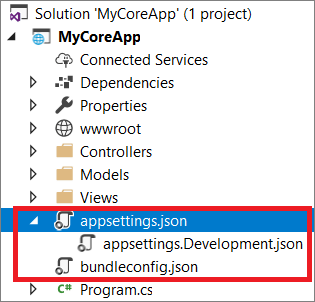 Solution 'MyCoreApp' (1 project)
MyCoreApp
Connected Services
Dependencies
Properties
wwwroot
Controllers
Models
Views
appsettings.json
appsettings.Development.json
bundleconfig.json
C# Program.cs